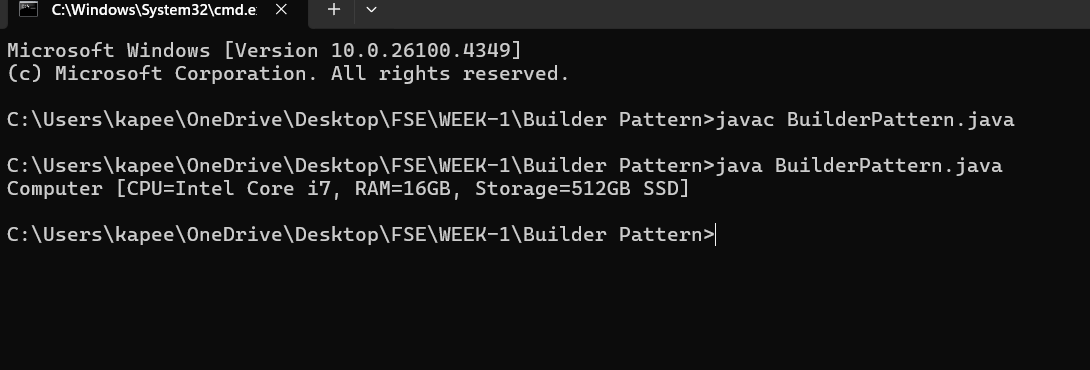 C:\Windows\System32\cmd.e
Microsoft Windows [Version 10.0.26100.4349]
(c) Microsoft Corporation. All rights reserved.
C:\Users\kapee\OneDrive\Desktop\FSE\WEEK-1\Builder Pattern>javac BuilderPattern.java
C:\Users\kapee\OneDrive\Desktop\FSE\WEEK-1\Builder Pattern>java BuilderPattern.java
Computer [CPU=Intel Core i7, RAM=16GB, Storage=512GB SSD]
C:\Users\kapee\OneDrive\Desktop\FSE\WEEK-1\Builder Pattern>